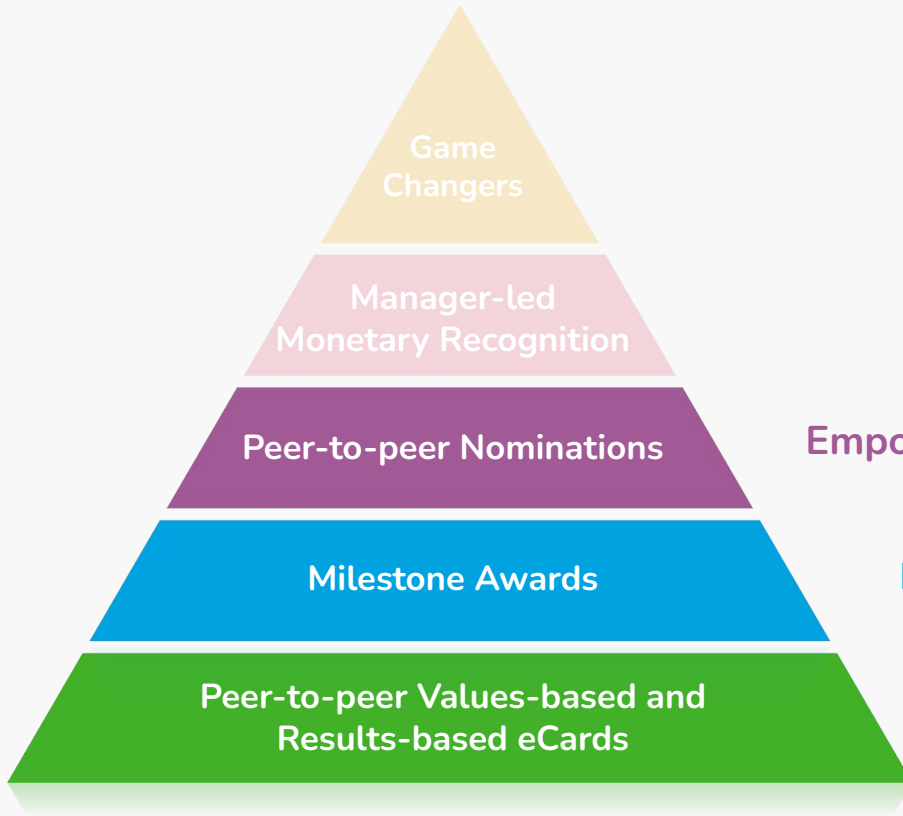 Game
Changers
Manager-led
Monetary Recognition
Peer-to-peer Nominations
Milestone Awards
Peer-to-peer Values-based and
Results-based eCards